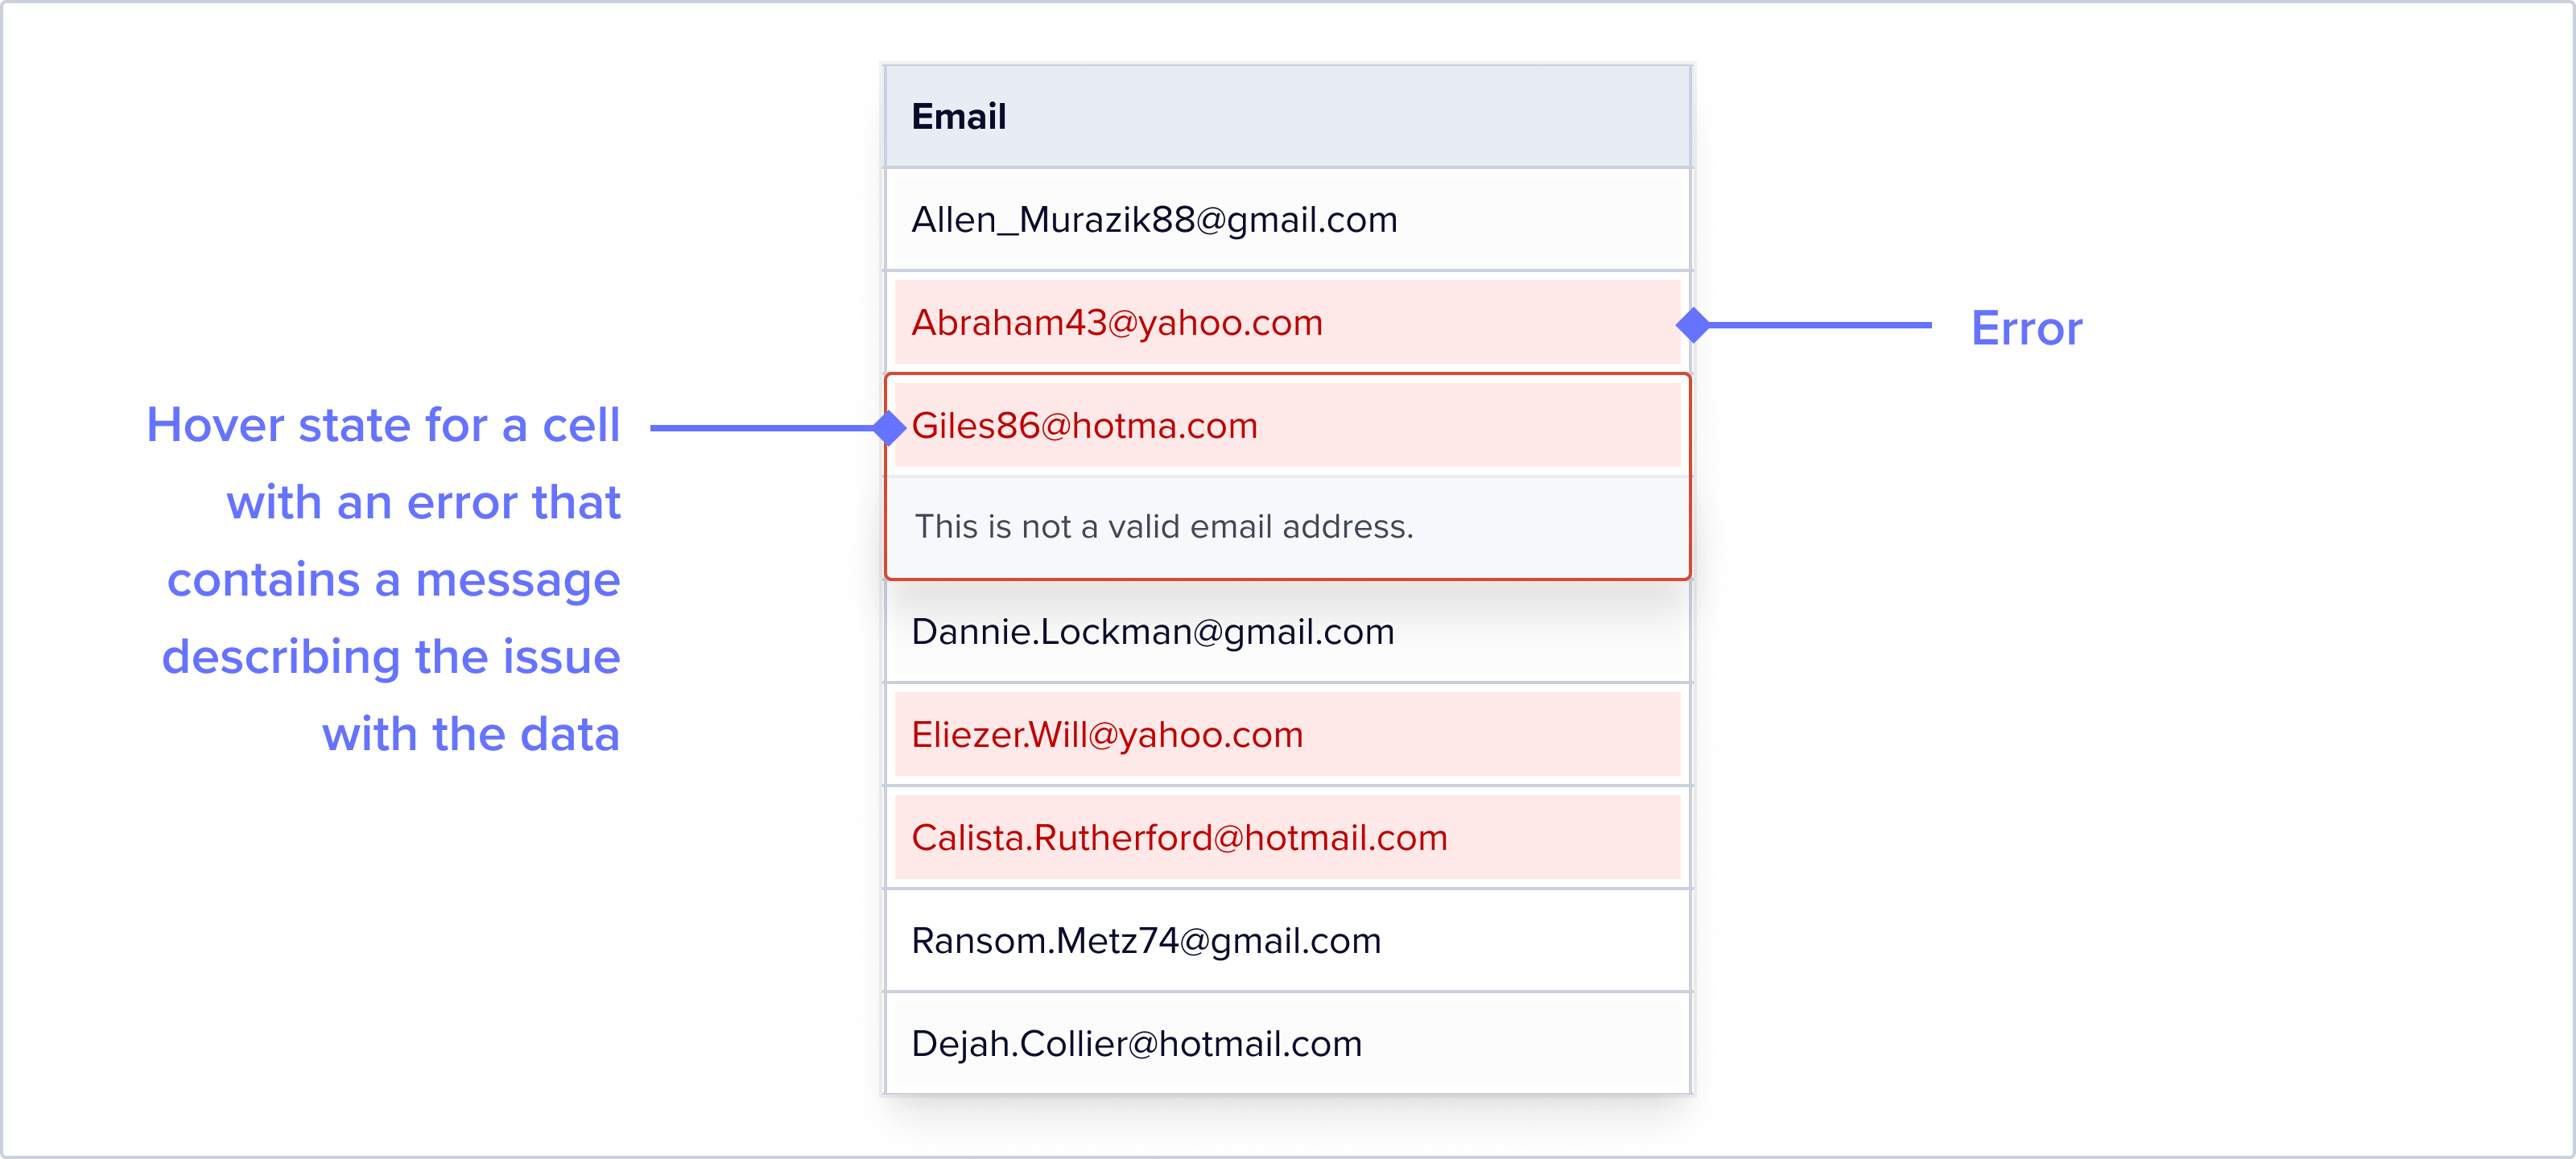 Email
Allen_Murazik88@gmail.com
Abraham43@yahoo.com
Error
Giles86@hotma.com
This is not a valid email address.
Hover state for a cell
with an error that
contains a message
describing the issue
with the data
Dannie.Lockman@gmail.com
Eliezer.Will@yahoo.com
Calista.Rutherford@hotmail.com
Ransom.Metz74@gmail.com
Dejah.Collier@hotmail.com